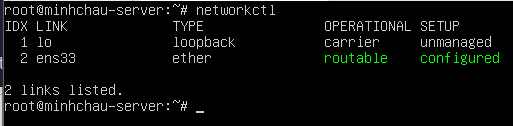 root@minhchau-server:~# networkctl
IDX LINK TYPE OPERATIONAL SETUP
1 lo loopback carrier unmanaged
2 ens33 ether routable configured
2 links listed.
root@minhchau-server:~# _